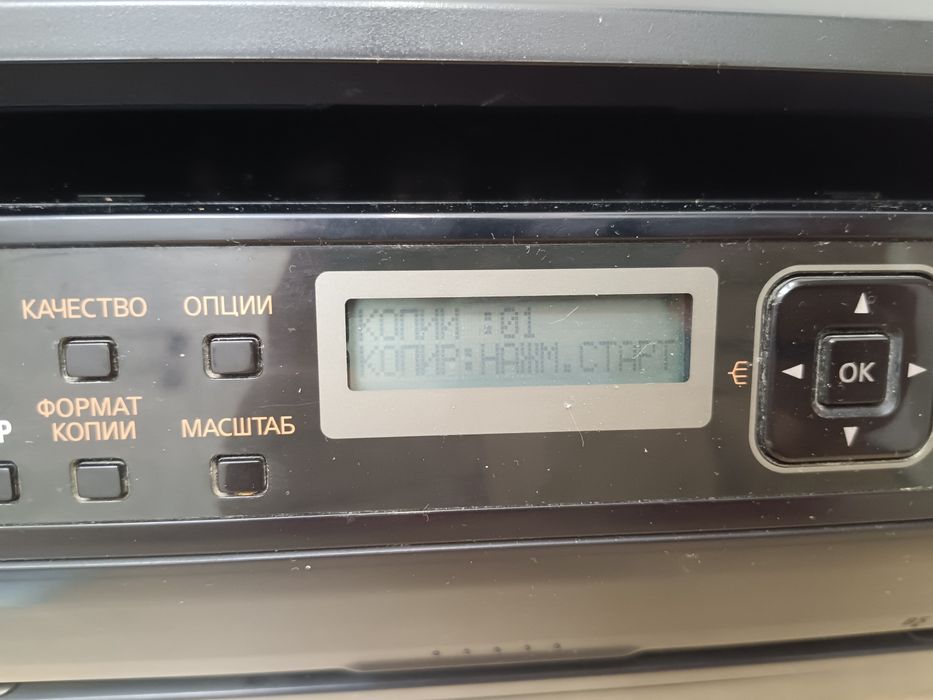 КАЧЕСТВО
ОПЦИИ
КОПИИ :01
КОПИР:НАЖМ.СТАРТ
OK
Р
ФОРМАТ
КОПИИ
МАСШТАБ